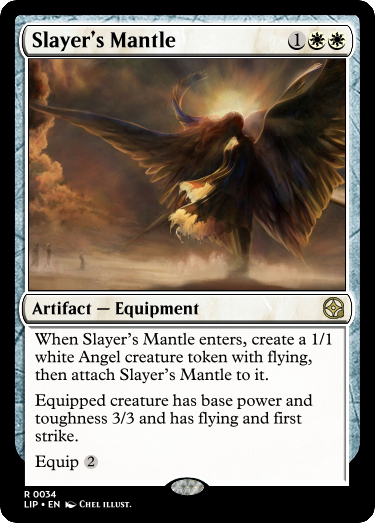 Slayer's Mantle 1
Artifact — Equipment
When Slayer's Mantle enters, create a 1/1
white Angel creature token with flying,
then attach Slayer's Mantle to it.
Equipped creature has base power and
toughness 3/3 and has flying and first
strike.
Equip 2
R 0034
LIP • EN Chel Illust.